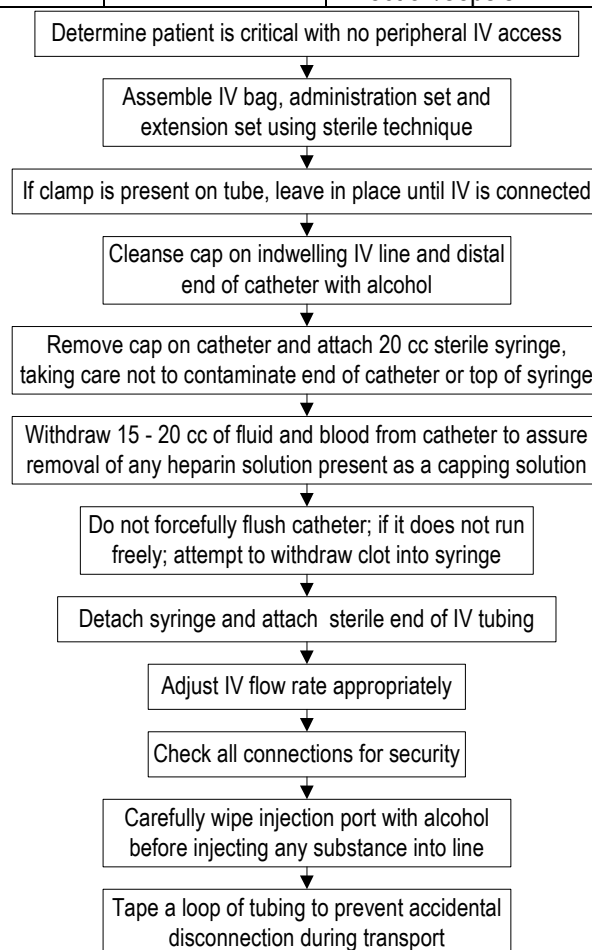 Determine patient is critical with no peripheral IV access
Assemble IV bag, administration set and
extension set using sterile technique
If clamp is present on tube, leave in place until IV is connected
Cleanse cap on indwelling IV line and distal
end of catheter with alcohol
Remove cap on catheter and attach 20 cc sterile syringe,
taking care not to contaminate end of catheter or top of syringe
Withdraw 15 - 20 cc of fluid and blood from catheter to assure
removal of any heparin solution present as a capping solution
Do not forcefully flush catheter; if it does not run
freely; attempt to withdraw clot into syringe
Detach syringe and attach sterile end of IV tubing
Adjust IV flow rate appropriately
Check all connections for security
Carefully wipe injection port with alcohol
before injecting any substance into line
Tape a loop of tubing to prevent accidental
disconnection during transport